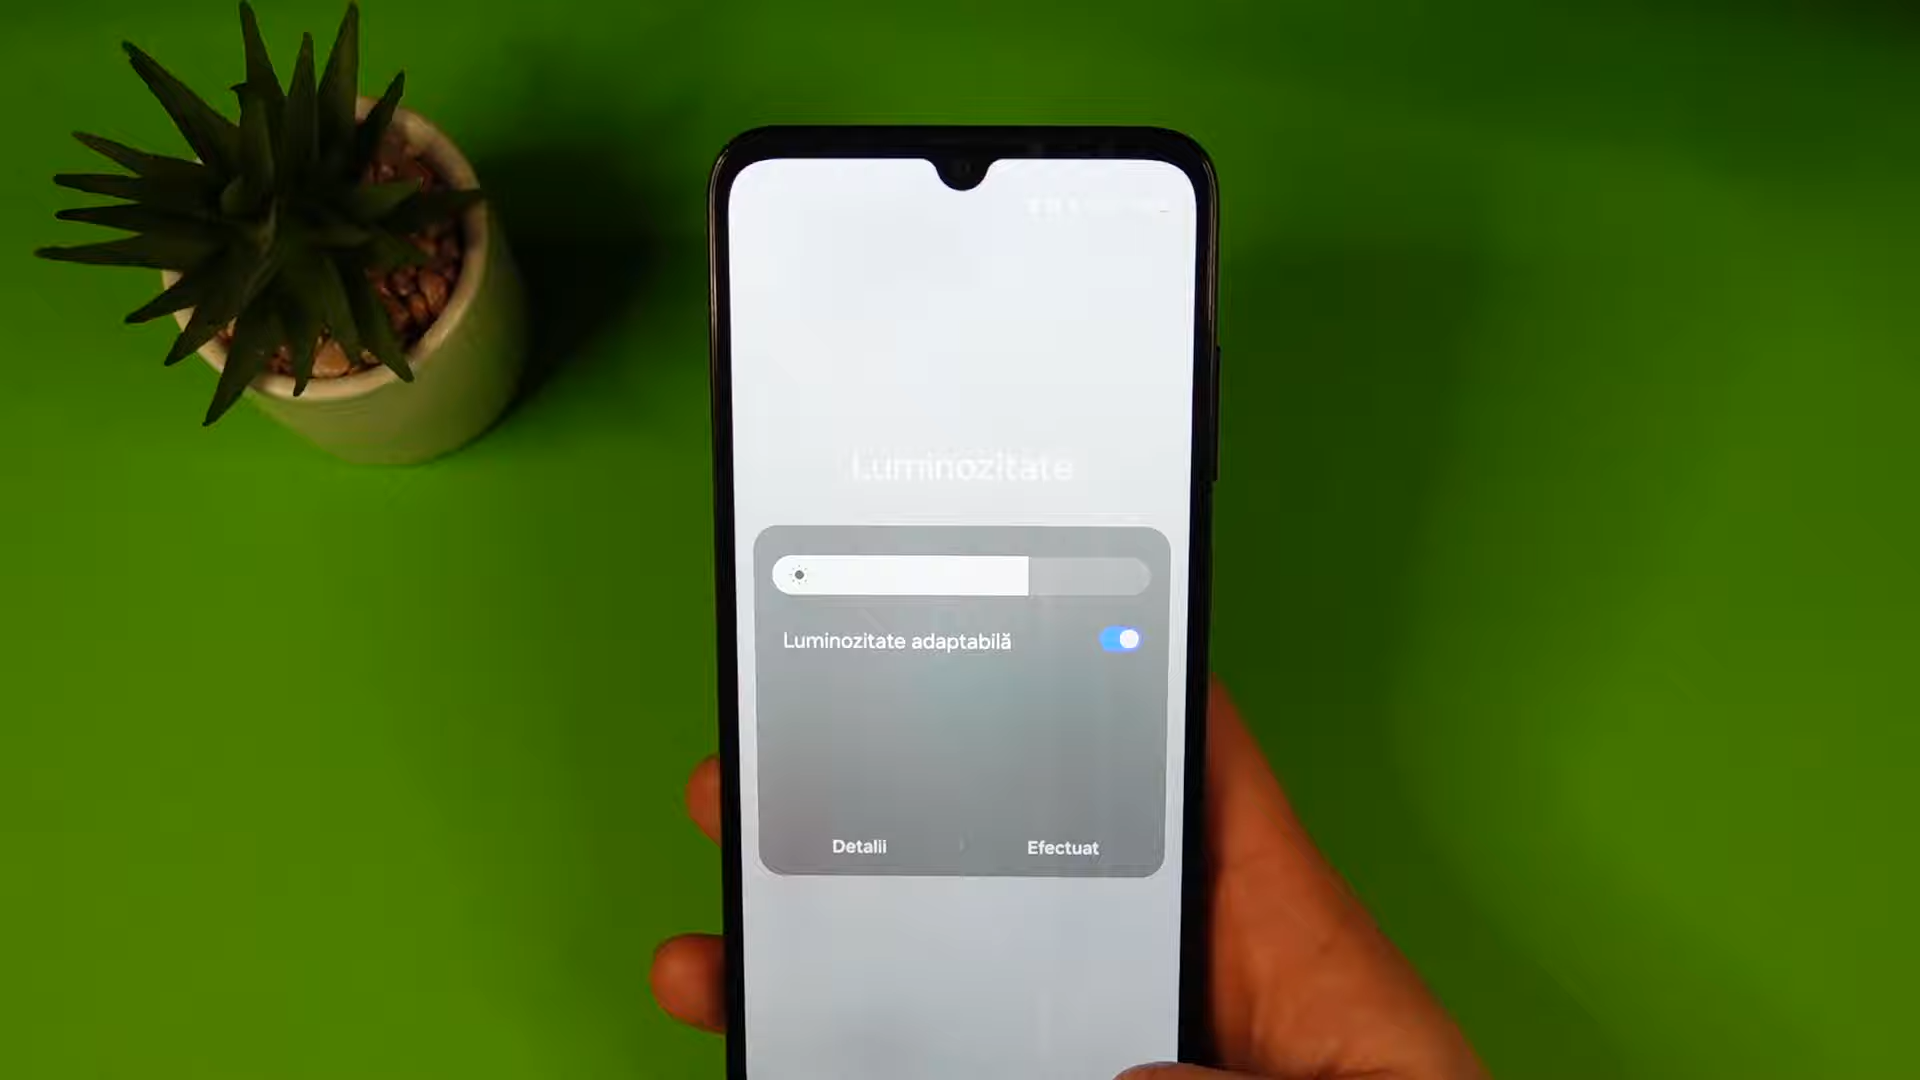 Luminozitate
Luminozitate adaptabilă
Detalii
Efectuat